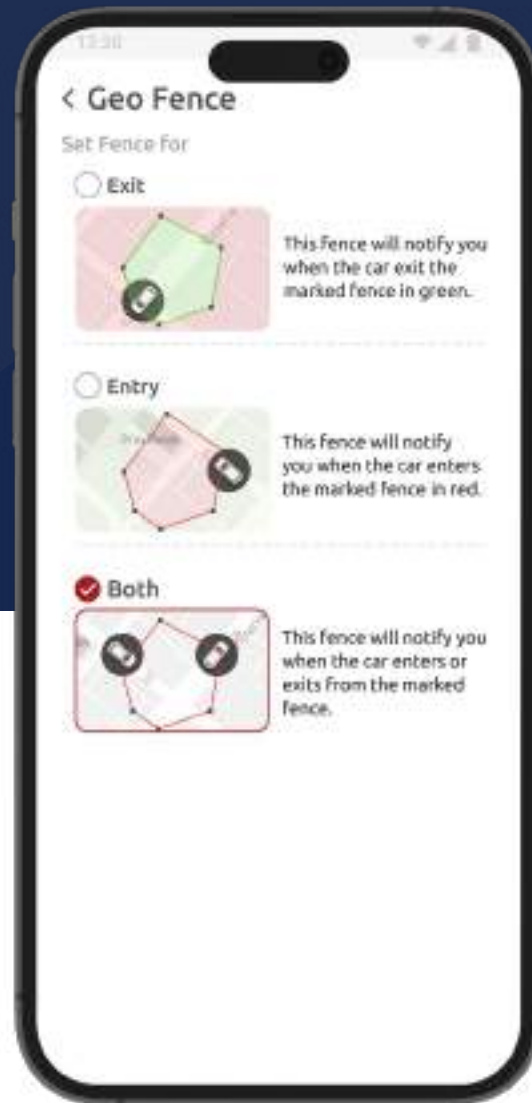 13:30
< Geo Fence
Set Fence for
Exit
This fence will notify you
when the car exit the
marked fence in green.
Entry
This fence will notify
you when the car enters
the marked fence in red.
Both
This fence will notify you
when the car enters or
exits from the marked
fence.